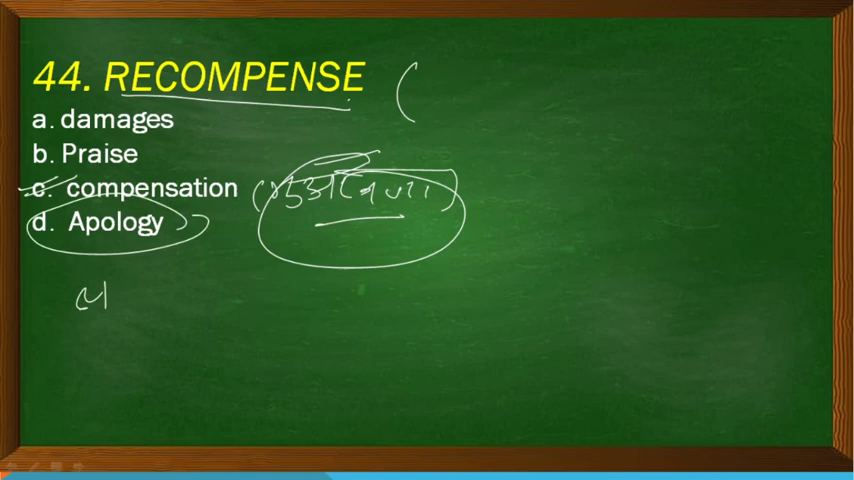 44. RECOMPENSE (
a. damages
b. Praise
c. compensation
d. Apology